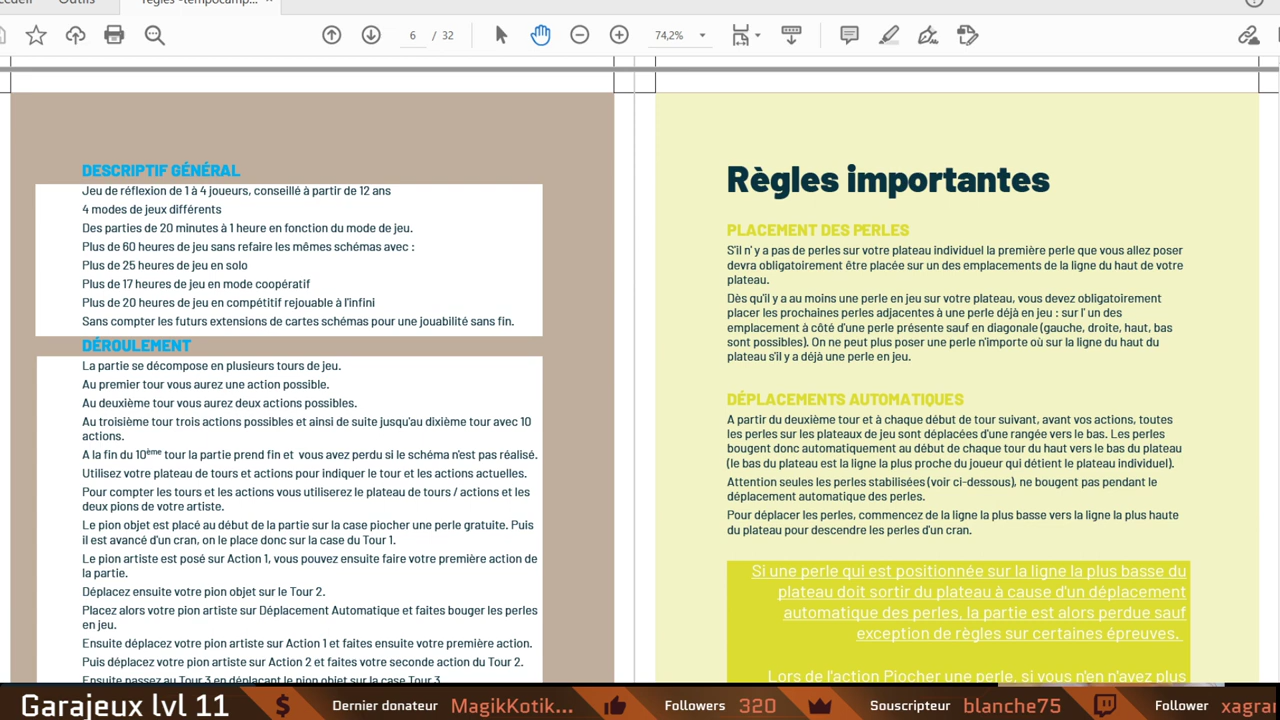 Outils
règles -tempocamp...
6 / 32
74,2%
DESCRIPTIF GÉNÉRAL
Jeu de réflexion de 1 à 4 joueurs, conseillé à partir de 12 ans
4 modes de jeux différents
Des parties de 20 minutes à 1 heure en fonction du mode de jeu.
Plus de 60 heures de jeu sans refaire les mêmes schémas avec :
Plus de 25 heures de jeu en solo
Plus de 17 heures de jeu en mode coopératif
Plus de 20 heures de jeu en compétitif rejouable à l'infini
Sans compter les futurs extensions de cartes schémas pour une jouabilité sans fin.
DÉROULEMENT
La partie se décompose en plusieurs tours de jeu.
Au premier tour vous aurez une action possible.
Au deuxième tour vous aurez deux actions possibles.
Au troisième tour trois actions possibles et ainsi de suite jusqu'au dixième tour avec 10
actions.
A la fin du 10ème tour la partie prend fin et vous avez perdu si le schéma n'est pas réalisé.
Utilisez votre plateau de tours et actions pour indiquer le tour et les actions actuelles.
Pour compter les tours et les actions vous utiliserez le plateau de tours / actions et les
deux pions de votre artiste.
Le pion objet est placé au début de la partie sur la case piocher une perle gratuite. Puis
il est avancé d'un cran, on le place donc sur la case du Tour 1.
Le pion artiste est posé sur Action 1, vous pouvez ensuite faire votre première action de
la partie.
Déplacez ensuite votre pion objet sur le Tour 2.
Placez alors votre pion artiste sur Déplacement Automatique et faites bouger les perles
en jeu.
Ensuite déplacez votre pion artiste sur Action 1 et faites ensuite votre première action.
Puis déplacez votre pion artiste sur Action 2 et faites votre seconde action du Tour 2.
Ensuite passez au Tour 3 en déplaçant le pion objet sur la case Tour 3
Règles importantes
PLACEMENT DES PERLES
S'il n' y a pas de perles sur votre plateau individuel la première perle que vous allez poser
devra obligatoirement être placée sur un des emplacements de la ligne du haut de votre
plateau.
Dès qu'il y a au moins une perle en jeu sur votre plateau, vous devez obligatoirement
placer les prochaines perles adjacentes à une perle déjà en jeu : sur l' un des
emplacement à côté d'une perle présente sauf en diagonale (gauche, droite, haut, bas
sont possibles). On ne peut plus poser une perle n'importe où sur la ligne du haut du
plateau s'il y a déjà une perle en jeu.
DÉPLACEMENTS AUTOMATIQUES
A partir du deuxième tour et à chaque début de tour suivant, avant vos actions, toutes
les perles sur les plateaux de jeu sont déplacées d'une rangée vers le bas. Les perles
bougent donc automatiquement au début de chaque tour du haut vers le bas du plateau
(le bas du plateau est la ligne la plus proche du joueur qui détient le plateau individuel).
Attention seules les perles stabilisées (voir ci-dessous), ne bougent pas pendant le
déplacement automatique des perles.
Pour déplacer les perles, commencez de la ligne la plus basse vers la ligne la plus haute
du plateau pour descendre les perles d'un cran.
Si une perle qui est positionnée sur la ligne la plus basse du
plateau doit sortir du plateau à cause d'un déplacement
automatique des perles, la partie est alors perdue sauf
exception de règles sur certaines épreuves.
Lors de l'action Piocher une perle, si vous n'en n'avez plus
Garajeux lvl 11
Dernier donateur MagikKotik...
Followers 320
Souscripteur blanche75
Follower xagrar